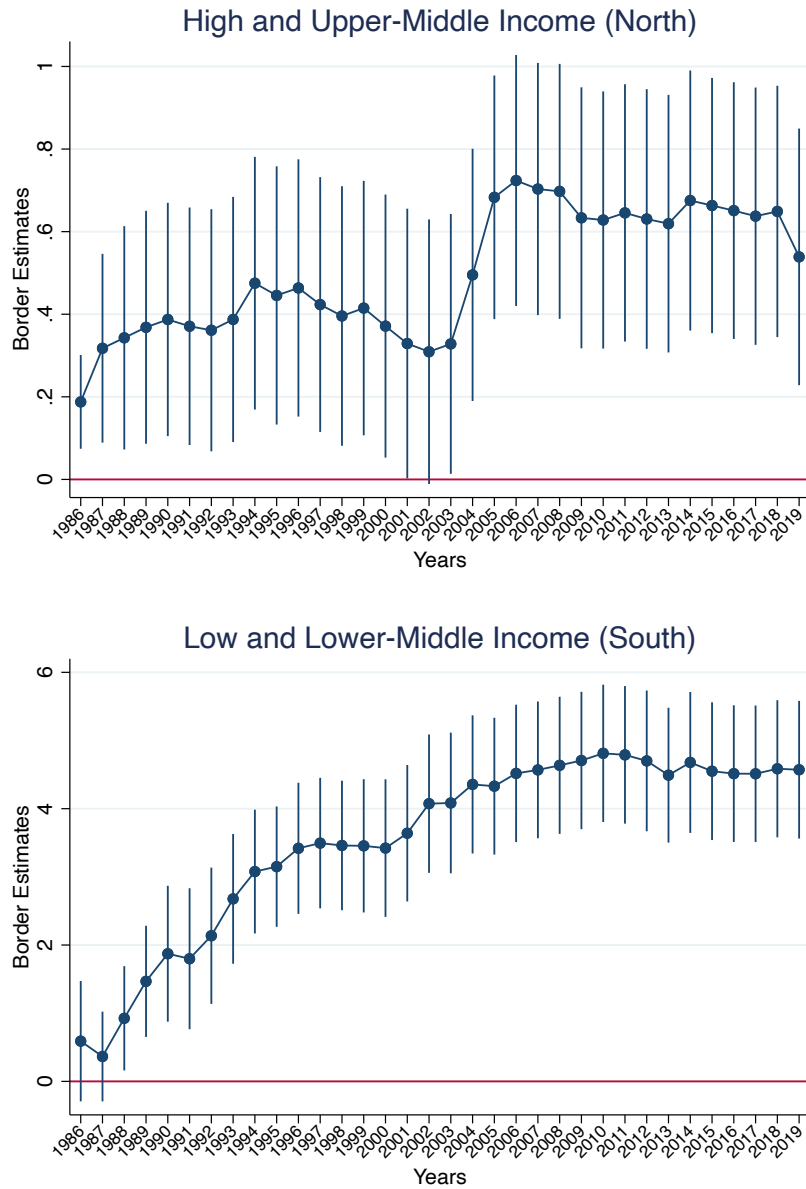 High and Upper-Middle Income (North)
Border Estimates
1
.8
.6
.4
.2
0
1986 1987 1988 1989 1990 1991 1992 1993 1994 1995 1996 1997 1998 1999 2000 2001 2002 2003 2004 2005 2006 2007 2008 2009 2010 2011 2012 2013 2014 2015 2016 2017 2018 2019
Years
Low and Lower-Middle Income (South)
Border Estimates
6
4
2
0
1986 1987 1988 1989 1990 1991 1992 1993 1994 1995 1996 1997 1998 1999 2000 2001 2002 2003 2004 2005 2006 2007 2008 2009 2010 2011 2012 2013 2014 2015 2016 2017 2018 2019
Years